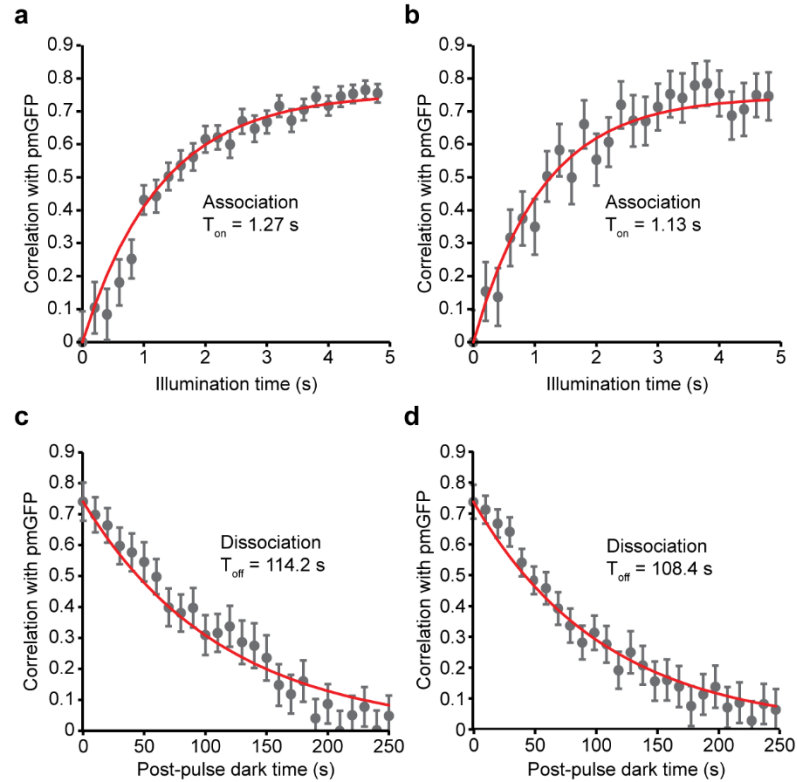 a
Correlation with pmGFP
0.9
0.8
0.7
0.6
0.5
0.4
0.3
0.2
0.1
0
Association
T_on = 1.27 s
0 1 2 3 4 5
Illumination time (s)
b
Correlation with pmGFP
0.9
0.8
0.7
0.6
0.5
0.4
0.3
0.2
0.1
0
Association
T_on = 1.13 s
0 1 2 3 4 5
Illumination time (s)
c
Correlation with pmGFP
0.9
0.8
0.7
0.6
0.5
0.4
0.3
0.2
0.1
0
Dissociation
T_off = 114.2 s
0 50 100 150 200 250
Post-pulse dark time (s)
d
Correlation with pmGFP
0.9
0.8
0.7
0.6
0.5
0.4
0.3
0.2
0.1
0
Dissociation
T_off = 108.4 s
0 50 100 150 200 250
Post-pulse dark time (s)